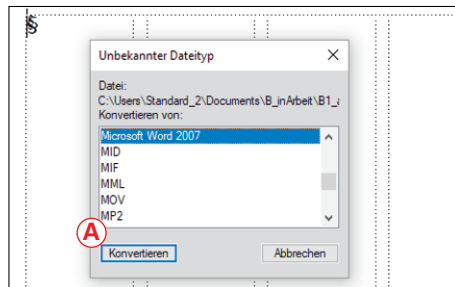 §
Unbekannter Dateityp
Datei:
C:\Users\Standard_2\Documents\B_inArbeit\B1_
Konvertieren von:
Microsoft Word 2007
MID
MIF
MML
MOV
MP2
A
Konvertieren Abbrechen